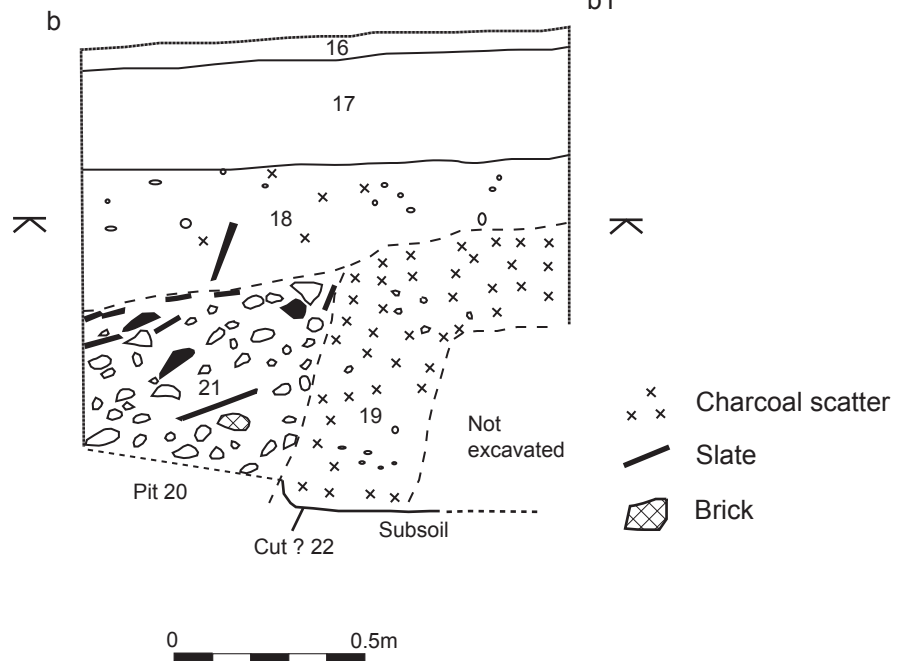 b
b1
16
17
18
21
19
Not
excavated
Pit 20
Subsoil
Cut ? 22
Charcoal scatter
Slate
Brick
0
0.5m